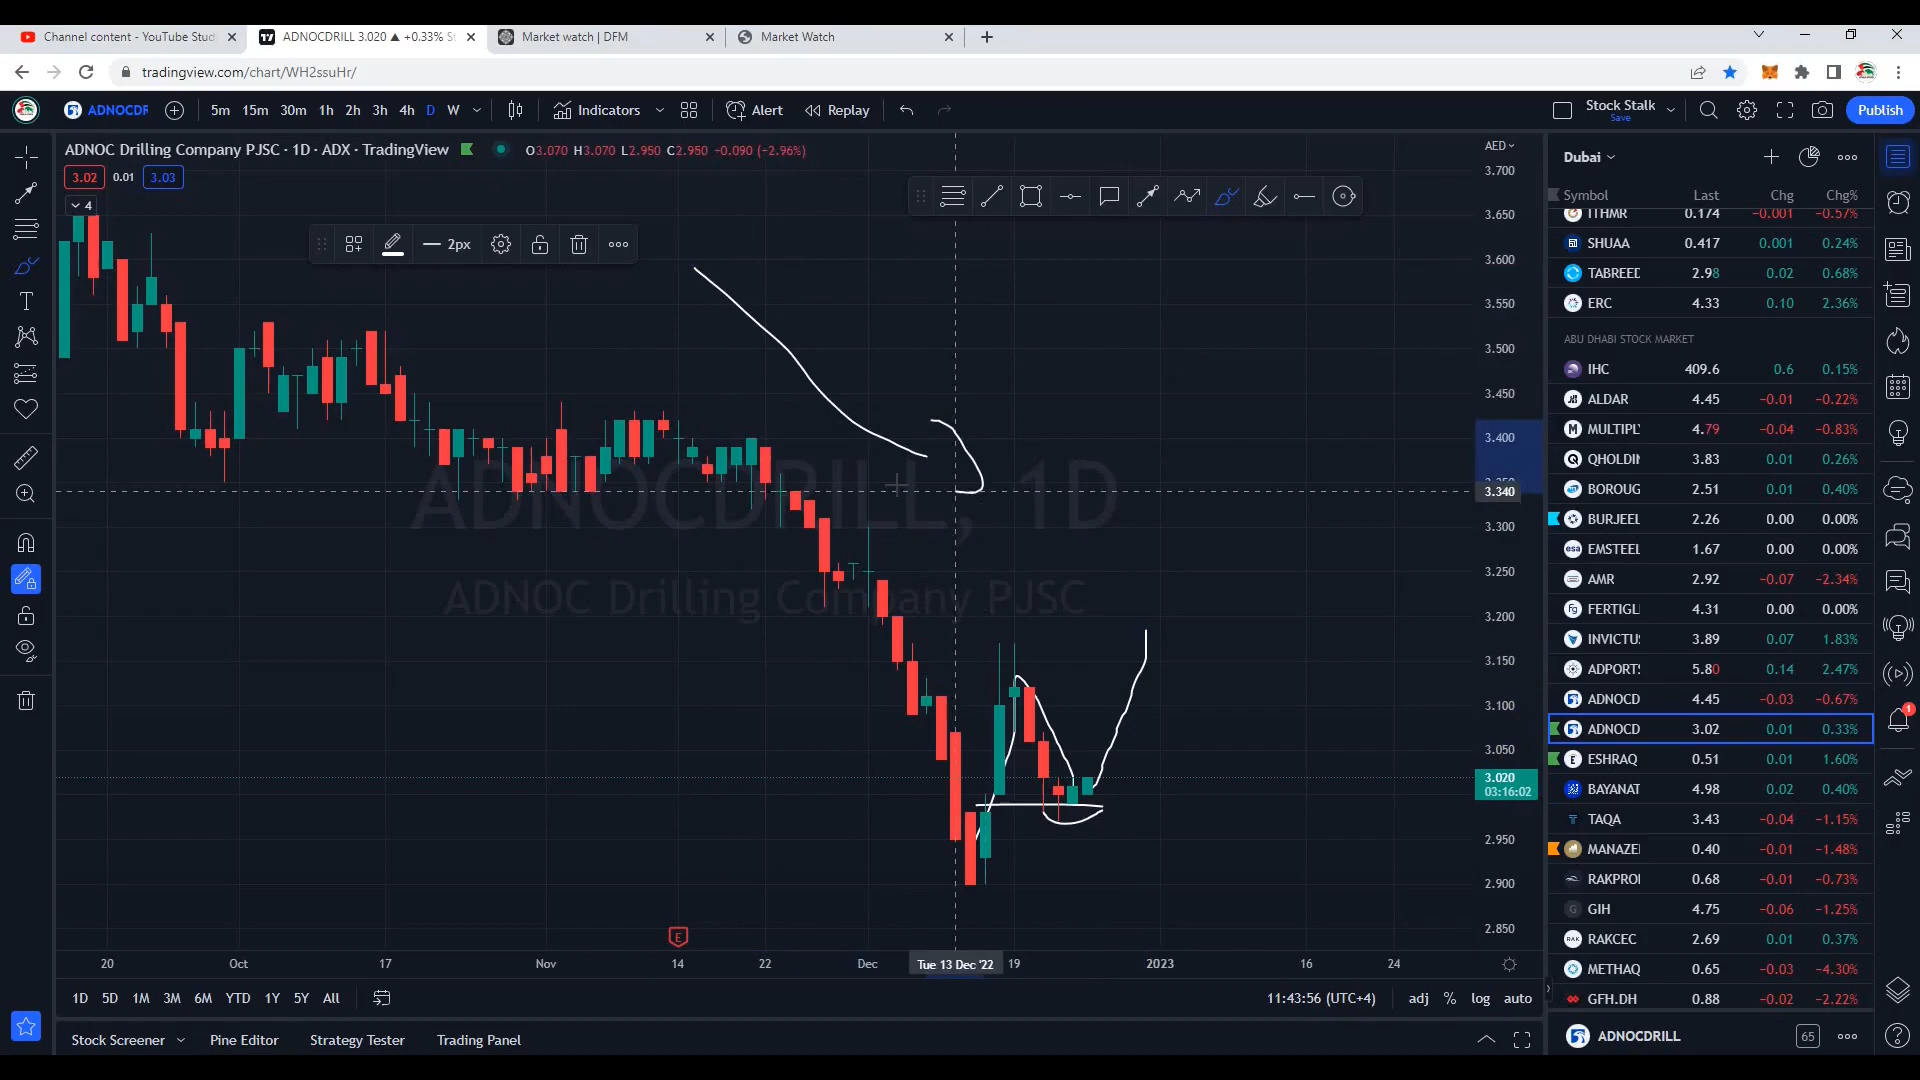 Channel content - YouTube Stud
ADNOCDRILL 3.020 ▲ +0.33% St
Market watch | DFM
Market Watch
tradingview.com/chart/WH2ssuHr/
ADNOCDR
5m 15m 30m 1h 2h 3h 4h D W
Indicators
Alert
Replay
Stock Stalk
Save
Publish
ADNOC Drilling Company PJSC · 1D · ADX · TradingView
O3.070 H3.070 L2.950 C2.950 −0.090 (−2.96%)
3.02 0.01 3.03
4
2px
AED
3.700
3.650
3.600
3.550
3.500
3.450
3.400
3.340
3.300
3.250
3.200
3.150
3.100
3.050
3.020
03:16:02
2.950
2.900
2.850
ADNOCDRILL, 1D
ADNOC Drilling Company PJSC
E
20 Oct 17 Nov 14 22 Dec Tue 13 Dec '22 19 2023 16 24
1D 5D 1M 3M 6M YTD 1Y 5Y All
11:43:56 (UTC+4) adj % log auto
Stock Screener Pine Editor Strategy Tester Trading Panel
Dubai
Symbol Last Chg Chg%
ITHMR 0.174 −0.001 −0.57%
SHUAA 0.417 0.001 0.24%
TABREED 2.98 0.02 0.68%
ERC 4.33 0.10 2.36%
ABU DHABI STOCK MARKET
IHC 409.6 0.6 0.15%
ALDAR 4.45 −0.01 −0.22%
MULTIPLY 4.79 −0.04 −0.83%
QHOLDIN 3.83 0.01 0.26%
BOROUG 2.51 0.01 0.40%
BURJEEL 2.26 0.00 0.00%
EMSTEEL 1.67 0.00 0.00%
AMR 2.92 −0.07 −2.34%
FERTIGL 4.31 0.00 0.00%
INVICTUS 3.89 0.07 1.83%
ADPORTS 5.80 0.14 2.47%
ADNOCD 4.45 −0.03 −0.67%
ADNOCD 3.02 0.01 0.33%
ESHRAQ 0.51 0.01 1.60%
BAYANAT 4.98 0.02 0.40%
TAQA 3.43 −0.04 −1.15%
MANAZEI 0.40 −0.01 −1.48%
RAKPROI 0.68 −0.01 −0.73%
GIH 4.75 −0.06 −1.25%
RAKCEC 2.69 0.01 0.37%
METHAQ 0.65 −0.03 −4.30%
GFH.DH 0.88 −0.02 −2.22%
ADNOCDRILL 65
1